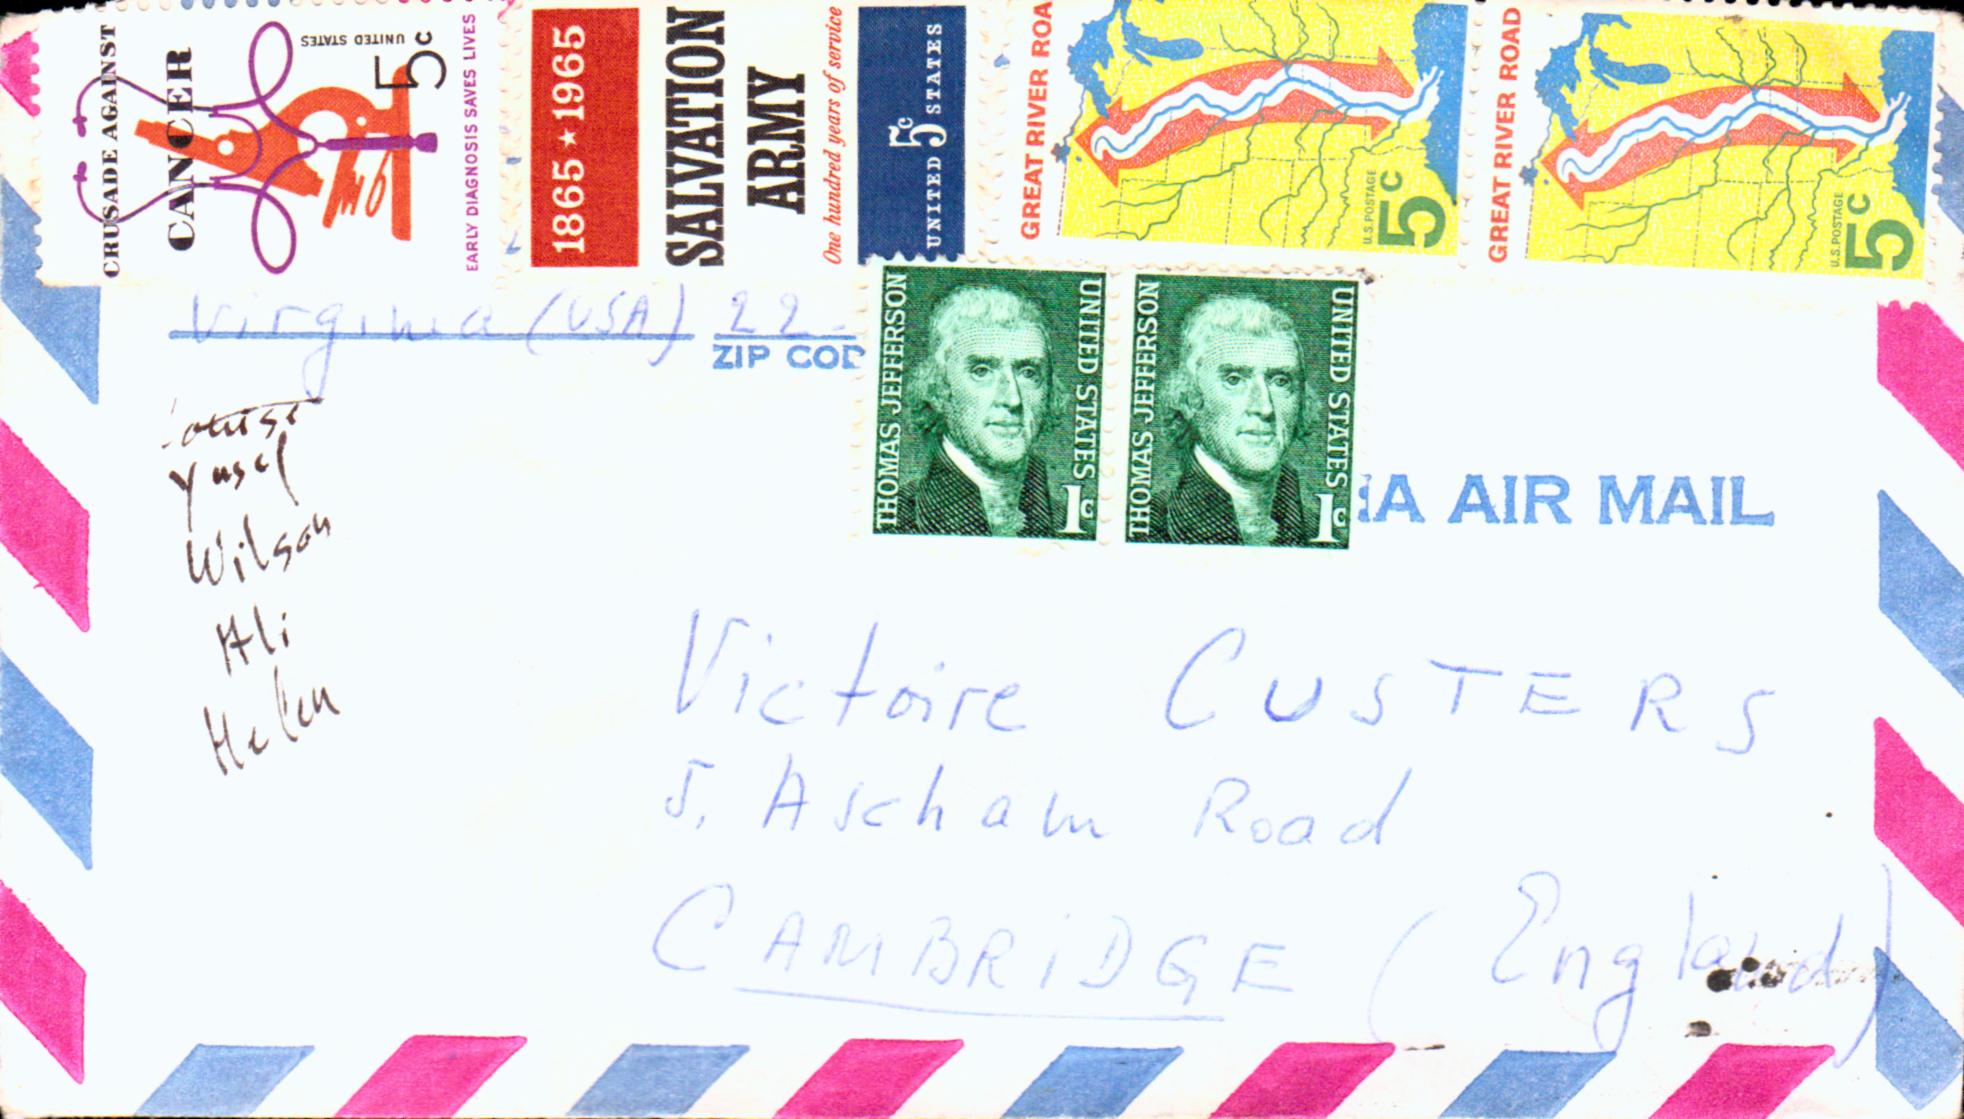 CRUSADE AGAINST
CANCER
UNITED STATES
5c
EARLY DIAGNOSIS SAVES LIVES
1865 ★ 1965
SALVATION
ARMY
One hundred years of service
UNITED 5c STATES
GREAT RIVER ROA
U.S. POSTAGE
5c
GREAT RIVER ROAD
U.S. POSTAGE
5c
Virginia (USA) 22
ZIP COD
THOMAS JEFFERSON
UNITED STATES
1c
THOMAS JEFFERSON
UNITED STATES
1c
IA AIR MAIL
Louise
Yusef
Wilson
Ali
Helen
Victoire CUSTERS
5, Ascham Road
CAMBRIDGE (England)